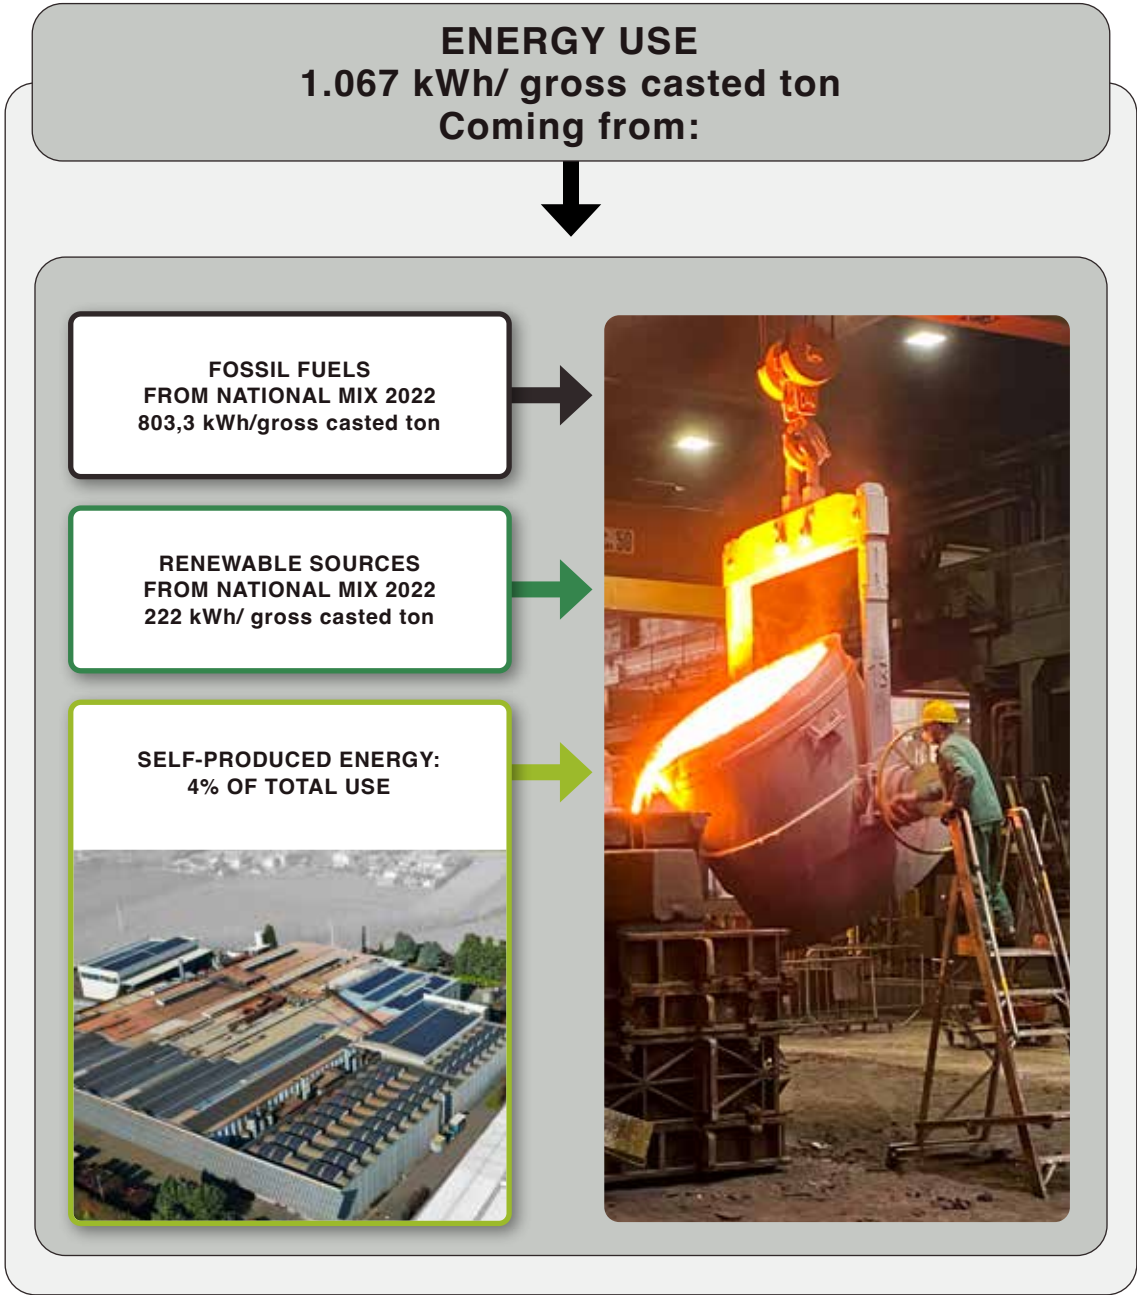 ENERGY USE
1.067 kWh/ gross casted ton
Coming from:
FOSSIL FUELS
FROM NATIONAL MIX 2022
803,3 kWh/gross casted ton
RENEWABLE SOURCES
FROM NATIONAL MIX 2022
222 kWh/ gross casted ton
SELF-PRODUCED ENERGY:
4% OF TOTAL USE